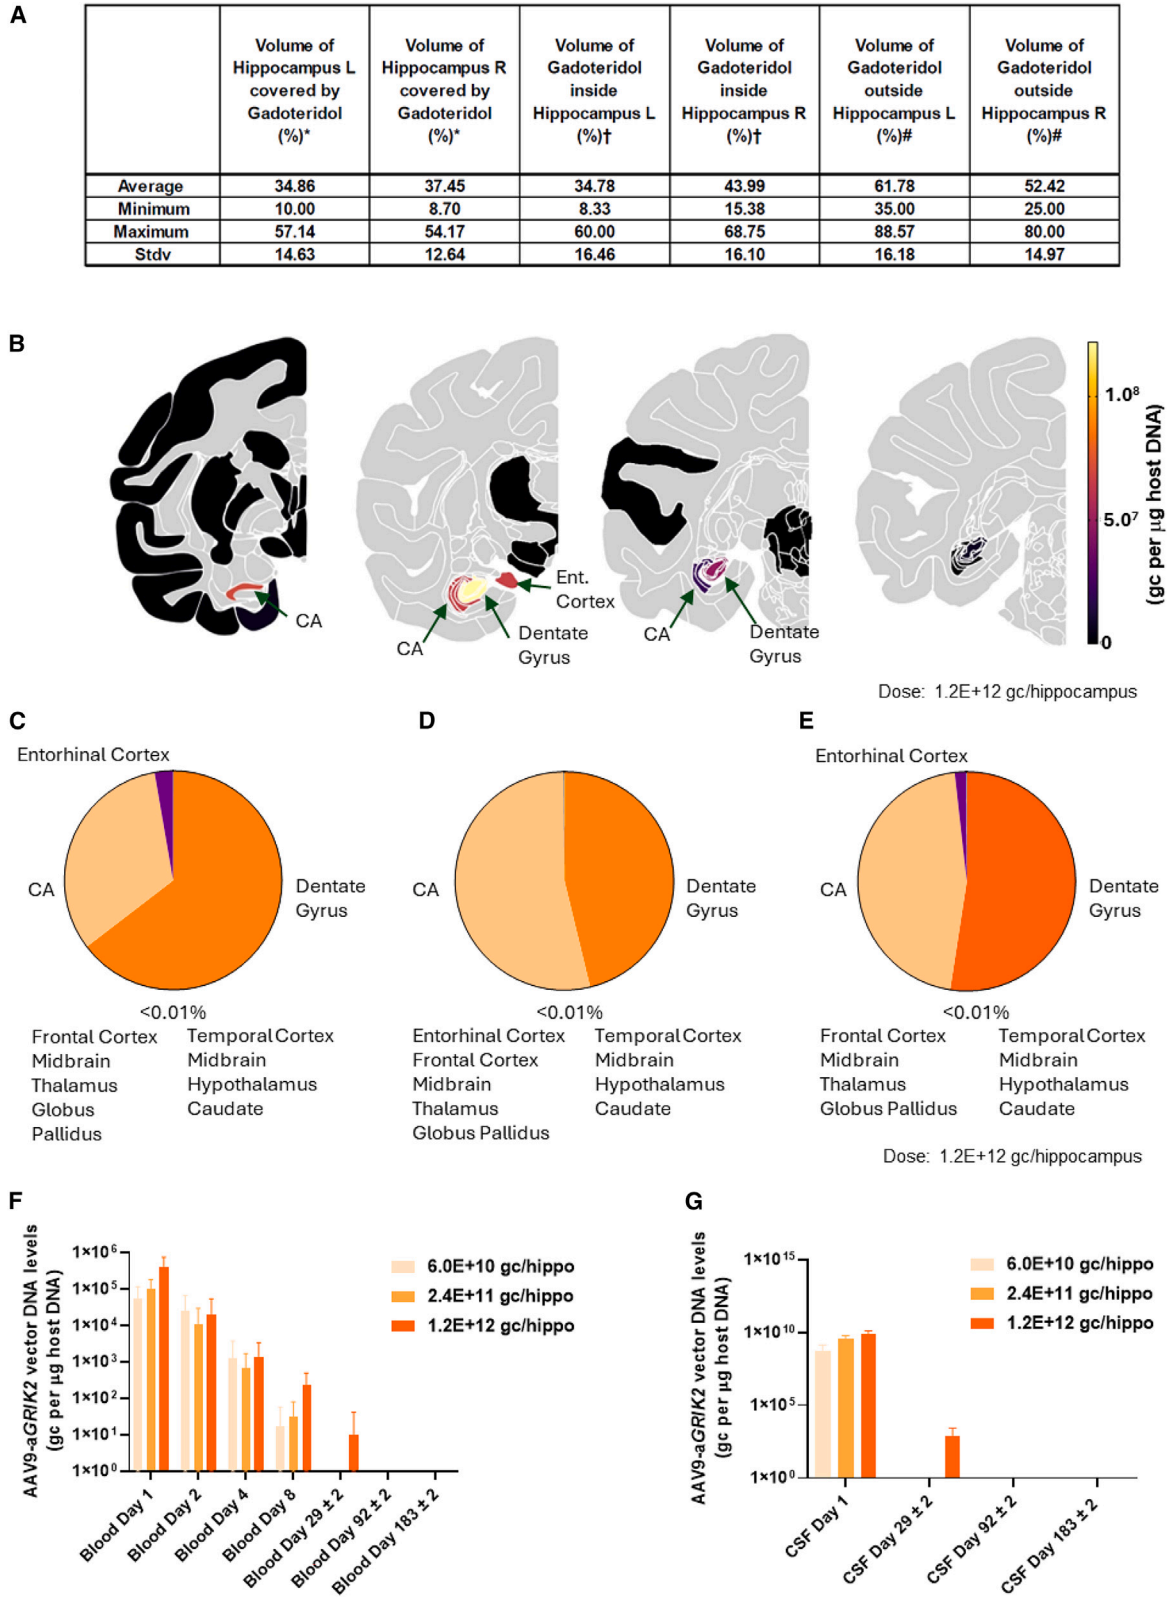 A
Volume of Hippocampus L covered by Gadoteridol (%)*
Volume of Hippocampus R covered by Gadoteridol (%)*
Volume of Gadoteridol inside Hippocampus L (%)†
Volume of Gadoteridol inside Hippocampus R (%)†
Volume of Gadoteridol outside Hippocampus L (%)#
Volume of Gadoteridol outside Hippocampus R (%)#
Average 34.86 37.45 34.78 43.99 61.78 52.42
Minimum 10.00 8.70 8.33 15.38 35.00 25.00
Maximum 57.14 54.17 60.00 68.75 88.57 80.00
Stdv 14.63 12.64 16.46 16.10 16.18 14.97
B
CA
CA
Dentate
Gyrus
Ent.
Cortex
CA
Dentate
Gyrus
1.0⁸
5.0⁷
0
(gc per µg host DNA)
Dose: 1.2E+12 gc/hippocampus
C
Entorhinal Cortex
CA
Dentate
Gyrus
<0.01%
Frontal Cortex Temporal Cortex
Midbrain Midbrain
Thalamus Hypothalamus
Globus Caudate
Pallidus
D
CA
Dentate
Gyrus
<0.01%
Entorhinal Cortex Temporal Cortex
Frontal Cortex Midbrain
Midbrain Hypothalamus
Thalamus Caudate
Globus Pallidus
E
Entorhinal Cortex
CA
Dentate
Gyrus
<0.01%
Frontal Cortex Temporal Cortex
Midbrain Midbrain
Thalamus Hypothalamus
Globus Pallidus Caudate
Dose: 1.2E+12 gc/hippocampus
F
AAV9-aGRIK2 vector DNA levels
(gc per µg host DNA)
1×10⁶
1×10⁵
1×10⁴
1×10³
1×10²
1×10¹
1×10⁰
6.0E+10 gc/hippo
2.4E+11 gc/hippo
1.2E+12 gc/hippo
Blood Day 1
Blood Day 2
Blood Day 4
Blood Day 8
Blood Day 29 ± 2
Blood Day 92 ± 2
Blood Day 183 ± 2
G
AAV9-aGRIK2 vector DNA levels
(gc per µg host DNA)
1×10¹⁵
1×10¹⁰
1×10⁵
1×10⁰
6.0E+10 gc/hippo
2.4E+11 gc/hippo
1.2E+12 gc/hippo
CSF Day 1
CSF Day 29 ± 2
CSF Day 92 ± 2
CSF Day 183 ± 2